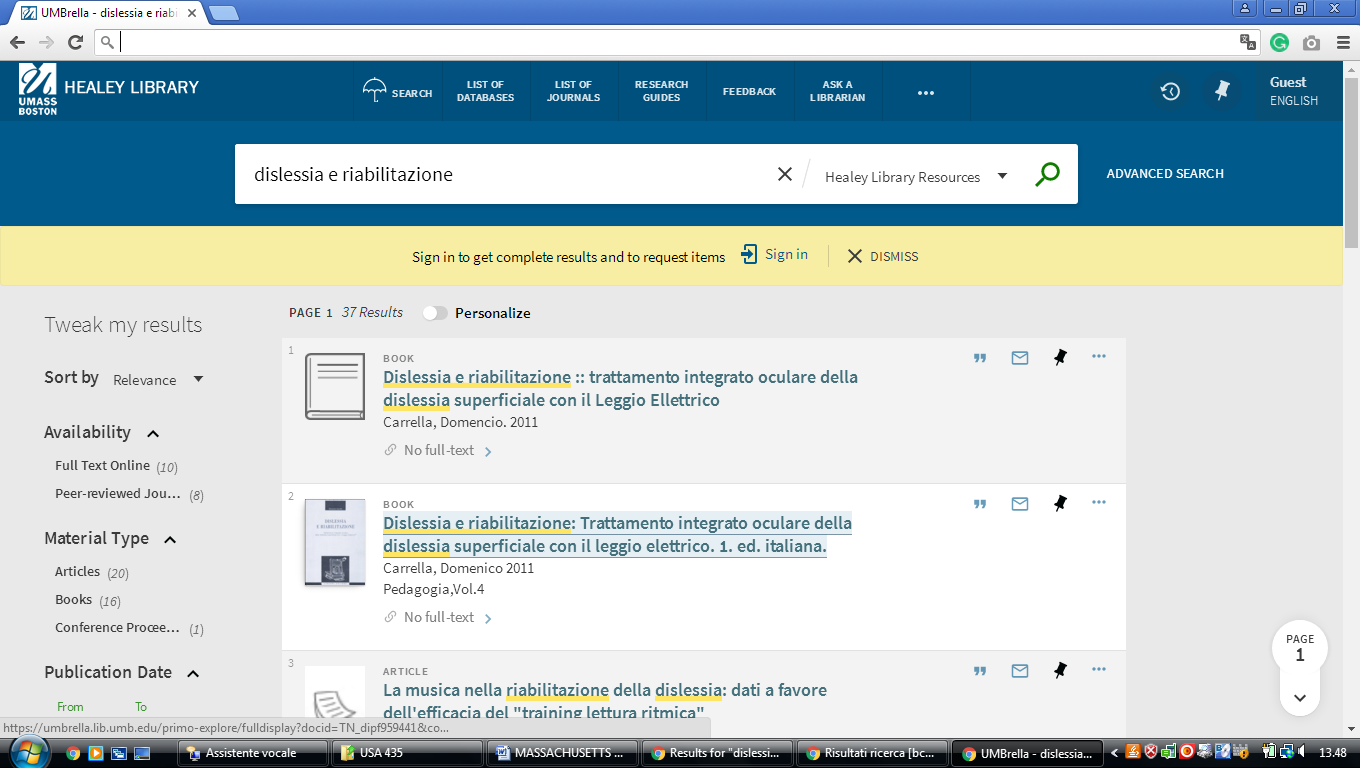 UMBrella - dislessia e riabi
UMASS
BOSTON
HEALEY LIBRARY
SEARCH
LIST OF
DATABASES
LIST OF
JOURNALS
RESEARCH
GUIDES
FEEDBACK
ASK A
LIBRARIAN
Guest
ENGLISH
dislessia e riabilitazione
Healey Library Resources
ADVANCED SEARCH
Sign in to get complete results and to request items
Sign in
DISMISS
Tweak my results
PAGE 1 37 Results
Personalize
Sort by Relevance
Availability
Full Text Online (10)
Peer-reviewed Jou... (8)
Material Type
Articles (20)
Books (16)
Conference Procee... (1)
Publication Date
From To
1
BOOK
Dislessia e riabilitazione :: trattamento integrato oculare della
dislessia superficiale con il Leggio Ellettrico
Carrella, Domencio. 2011
No full-text
2
BOOK
DISLESSIA
E RIABILITAZIONE
Dislessia e riabilitazione: Trattamento integrato oculare della
dislessia superficiale con il leggio elettrico. 1. ed. italiana.
Carrella, Domenico 2011
Pedagogia,Vol.4
No full-text
3
ARTICLE
La musica nella riabilitazione della dislessia: dati a favore
dell'efficacia del "training lettura ritmica"
PAGE
1
https://umbrella.lib.umb.edu/primo-explore/fulldisplay?docid=TN_dipf959441&co...
Assistente vocale
USA 435
MASSACHUSETTS ...
Results for "dislessi...
Risultati ricerca [bc...
UMBrella - dislessia...
13.48